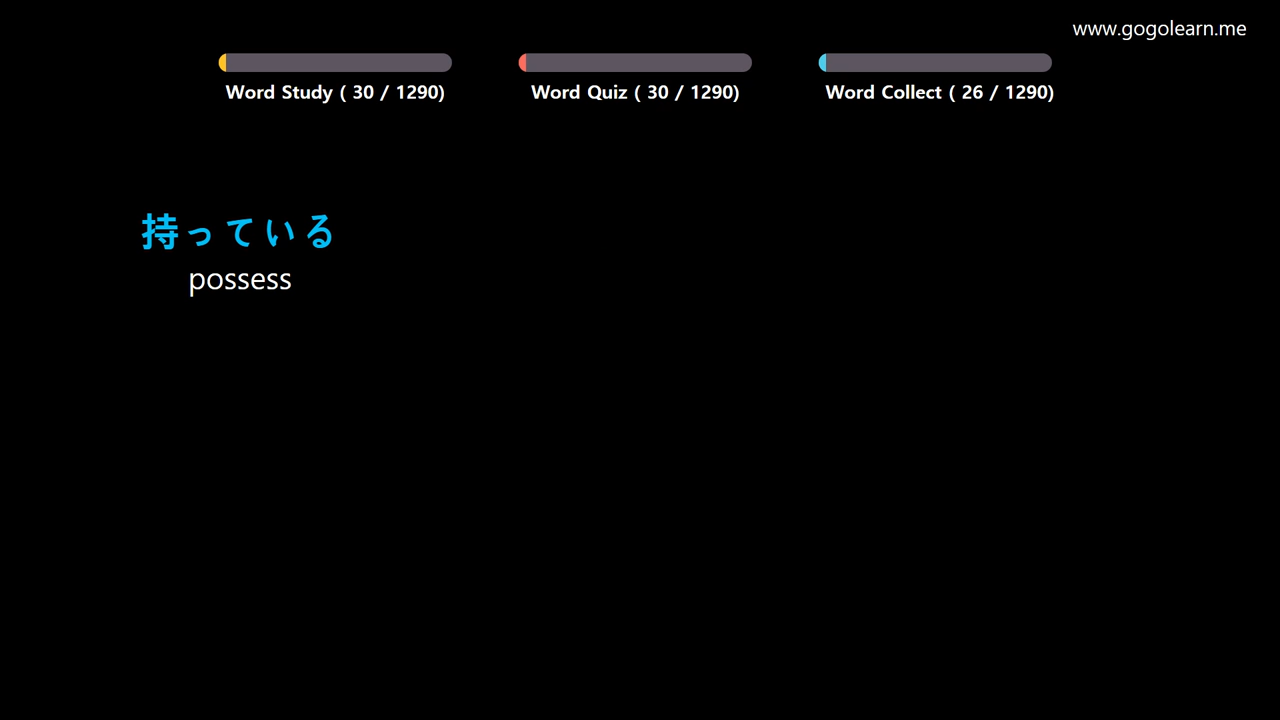 www.gogolearn.me
Word Study ( 30 / 1290)
Word Quiz ( 30 / 1290)
Word Collect ( 26 / 1290)
持っている
possess